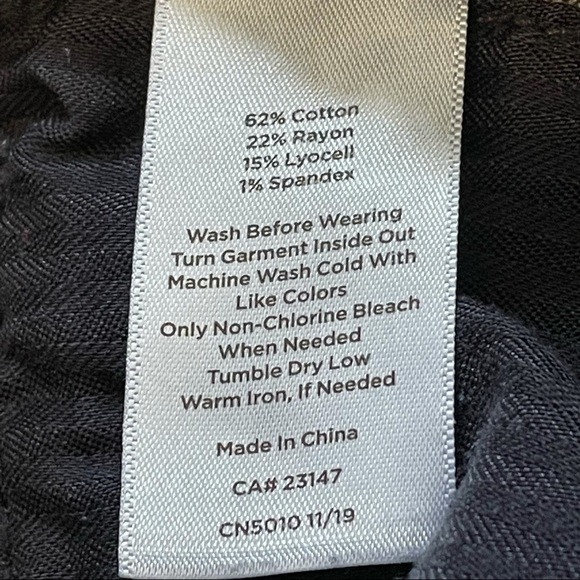 62% Cotton
22% Rayon
15% Lyocell
1% Spandex
Wash Before Wearing
Turn Garment Inside Out
Machine Wash Cold With
Like Colors
Only Non-Chlorine Bleach
When Needed
Tumble Dry Low
Warm Iron, If Needed
Made In China
CA# 23147
CN5010 11/19